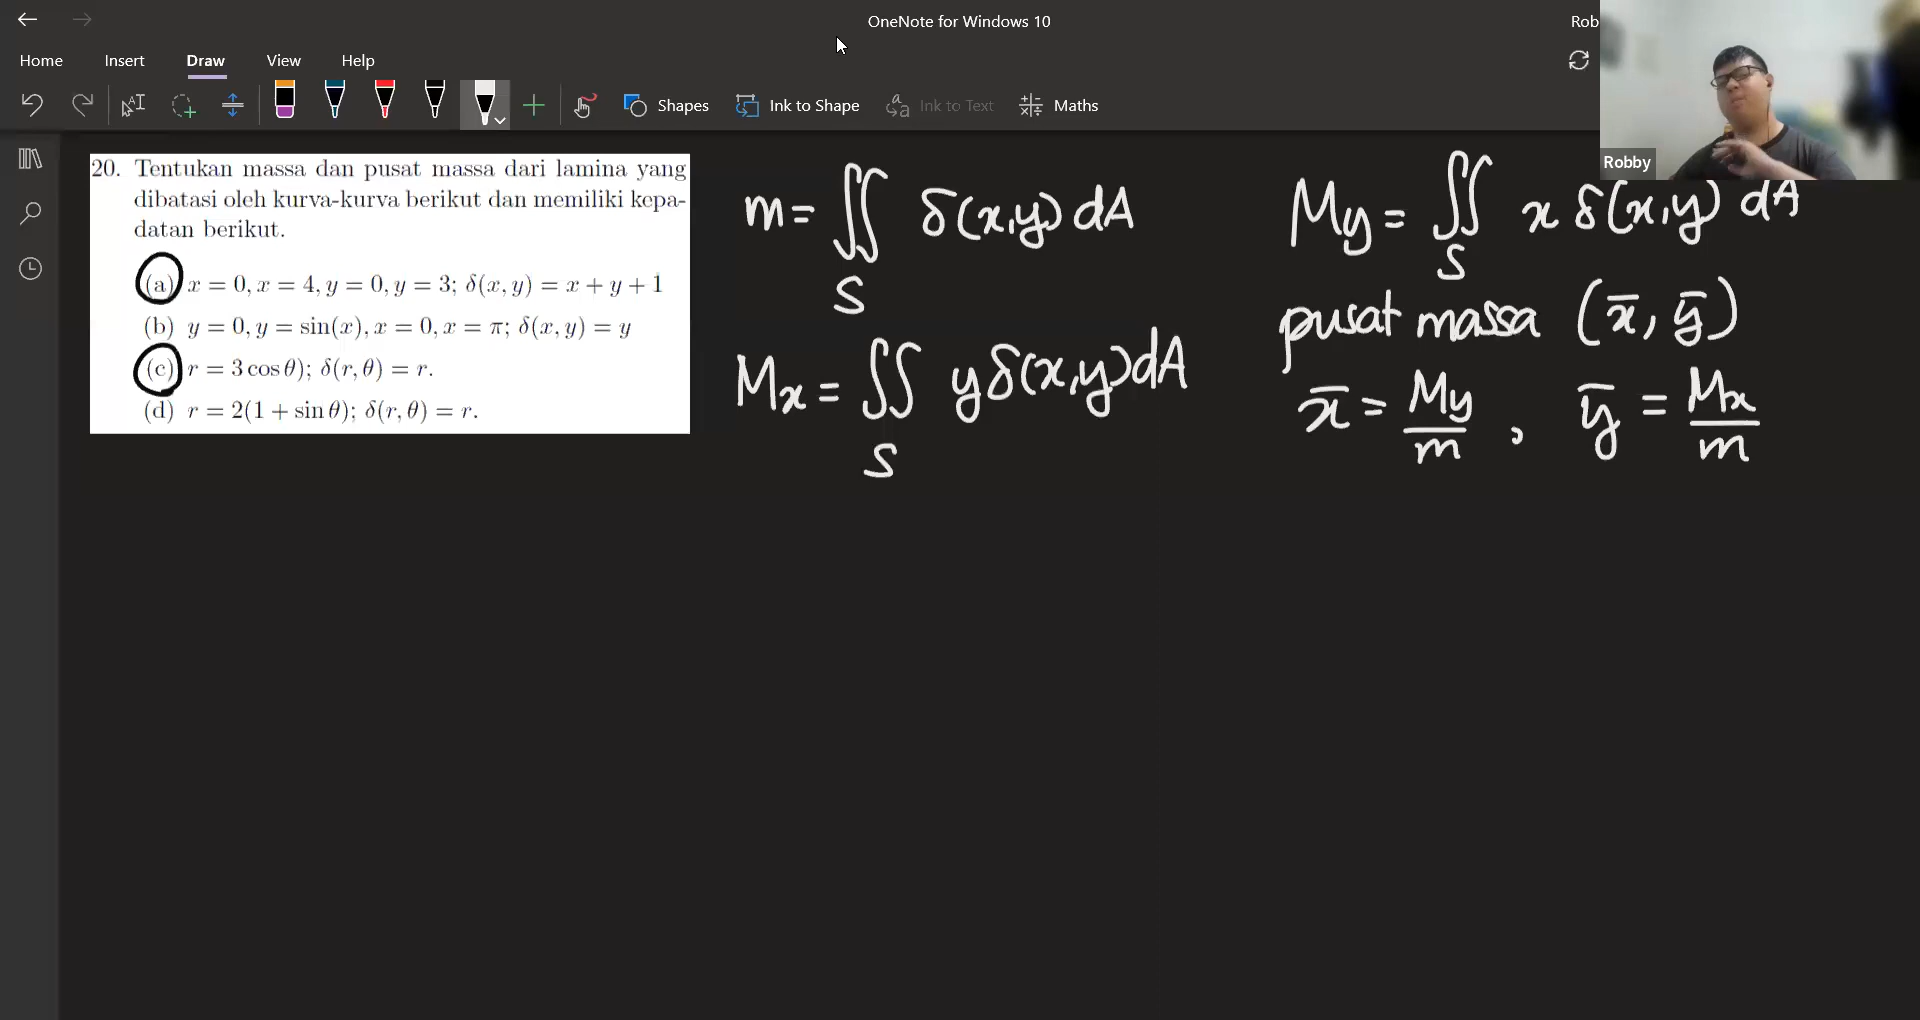 OneNote for Windows 10
Rob
Home Insert Draw View Help
Shapes Ink to Shape Ink to Text Maths
Robby
20. Tentukan massa dan pusat massa dari lamina yang
dibatasi oleh kurva-kurva berikut dan memiliki kepa-
datan berikut.
(a) x = 0, x = 4, y = 0, y = 3; δ(x, y) = x + y + 1
(b) y = 0, y = sin(x), x = 0, x = π; δ(x, y) = y
(c) r = 3 cos θ); δ(r, θ) = r.
(d) r = 2(1 + sin θ); δ(r, θ) = r.
m = ∬ δ(x,y) dA
S
Mx = ∬ y δ(x,y) dA
S
My = ∬ x δ(x,y) dA
S
pusat massa (x̄, ȳ)
x̄ = My/m , ȳ = Mx/m